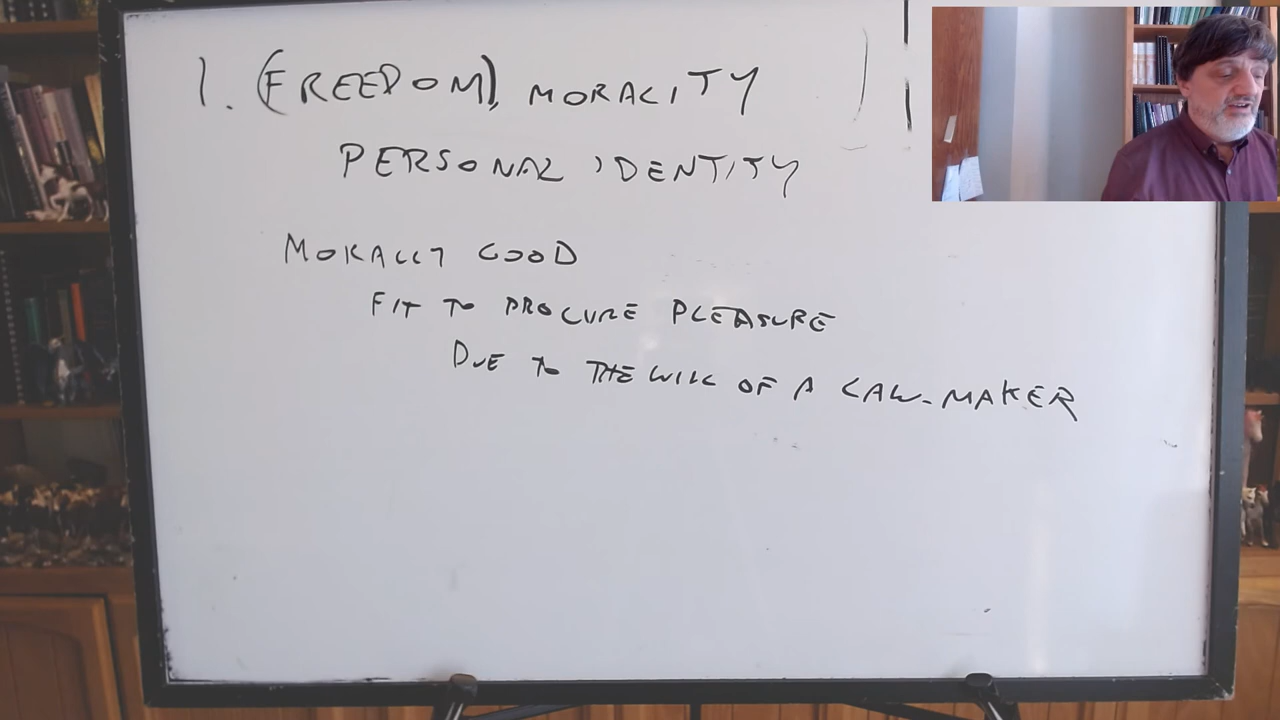 1. (FREEDOM), MORALITY
PERSONAL IDENTITY
MORALLY GOOD
FIT TO PROCURE PLEASURE
DUE TO THE WILL OF A LAW-MAKER